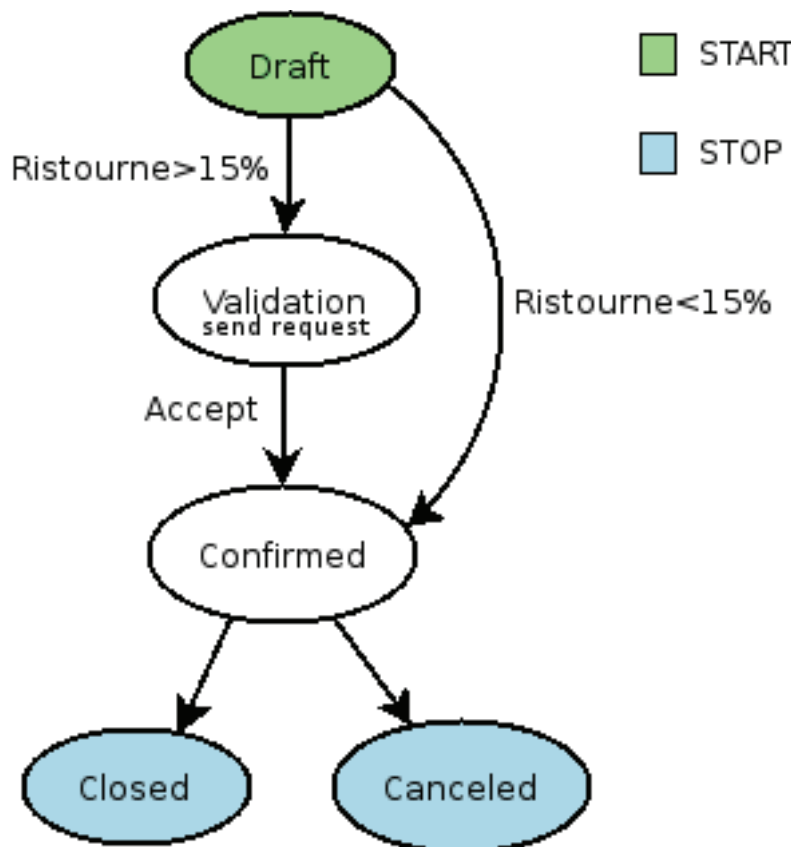 Draft
START
STOP
Ristourne>15%
Validation
send request
Ristourne<15%
Accept
Confirmed
Closed
Canceled